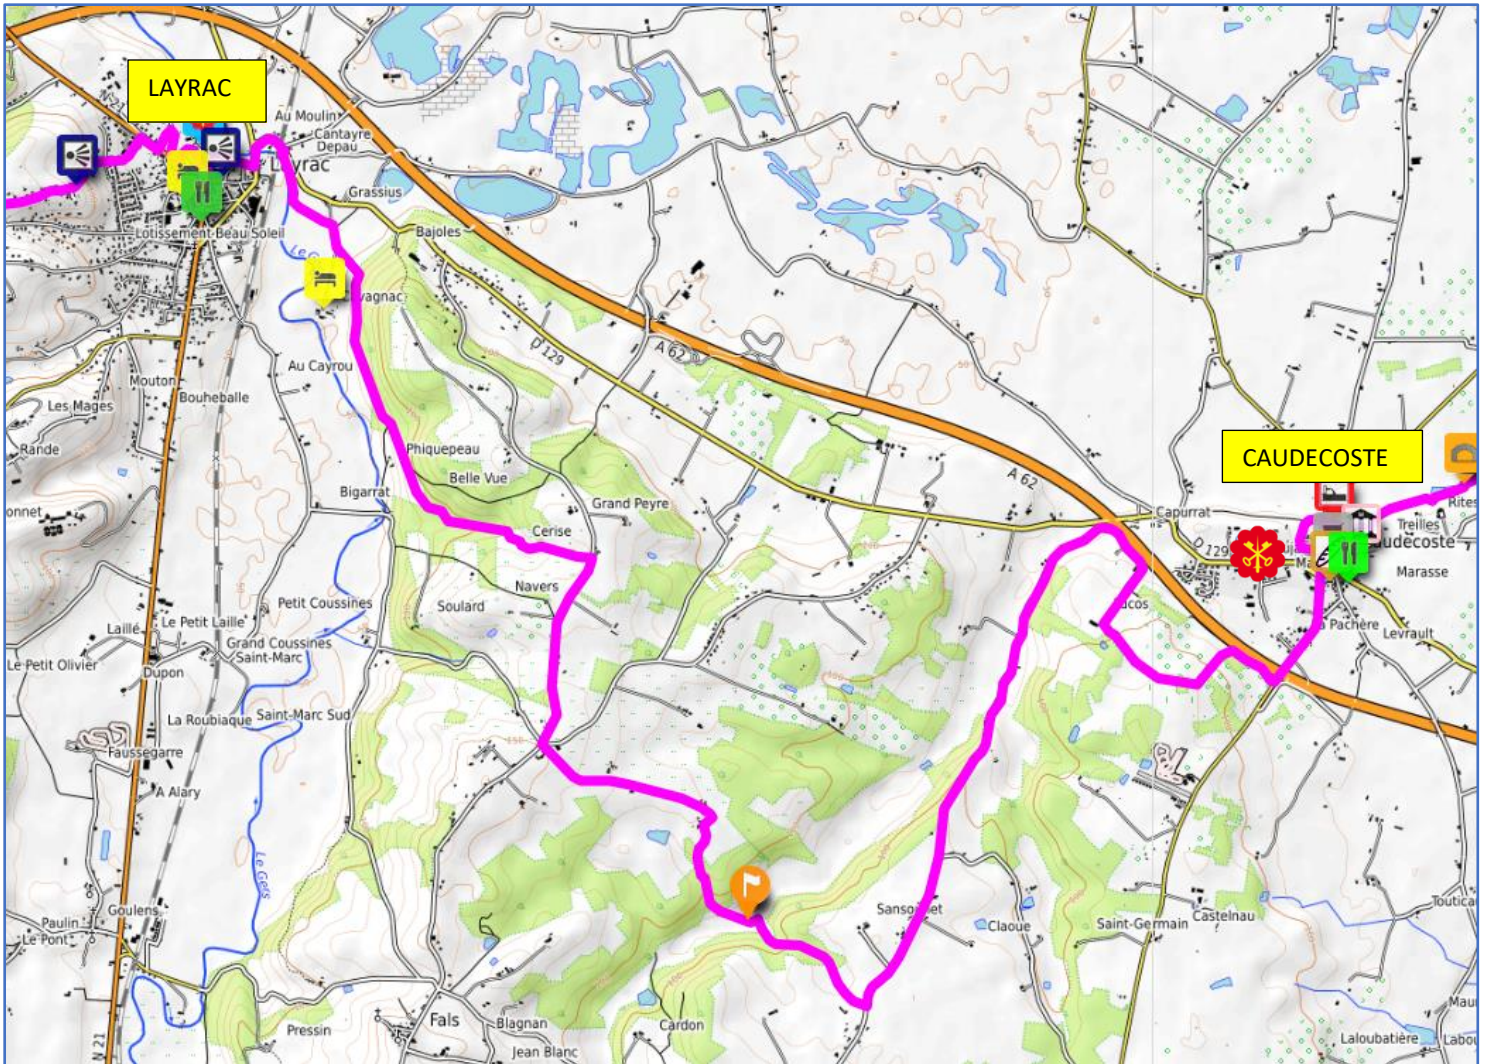 LAYRAC
N 21
Au Moulin
Cantayre
Depau
Layrac
Grassius
Lotissement Beau Soleil
Bajoles
D 129
A 62
Au Cayrou
Mouton
Bouheballe
Les Mages
Rande
Phiquepeau
Belle Vue
Grand Peyre
Bigarrat
Cerise
A 62
CAUDECOSTE
Capurrat
D 129
Rites
Treilles
Marasse
Levrault
Navers
Soulard
Petit Coussines
Laillé
Le Petit Laille
Grand Coussines
Saint-Marc
Le Petit Olivier
Dupon
La Roubiaque
Saint-Marc Sud
Faussegarre
A Alary
Le Gers
Goulens
Paulin
Le Pont
Claoue
Saint-Germain
Castelnau
Fals
Pressin
Blagnan
Jean Blanc
Cardon
Laloubatière
N 21